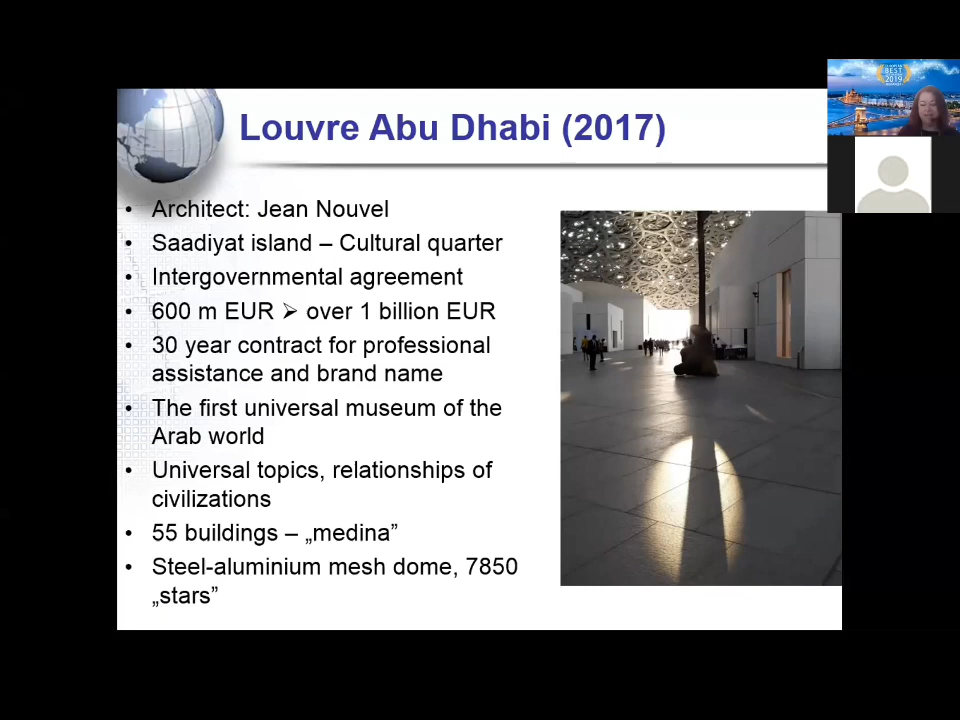 Louvre Abu Dhabi (2017)
• Architect: Jean Nouvel
• Saadiyat island – Cultural quarter
• Intergovernmental agreement
• 600 m EUR ➢ over 1 billion EUR
• 30 year contract for professional
assistance and brand name
• The first universal museum of the
Arab world
• Universal topics, relationships of
civilizations
• 55 buildings – „medina”
• Steel-aluminium mesh dome, 7850
„stars”
BEST
2019